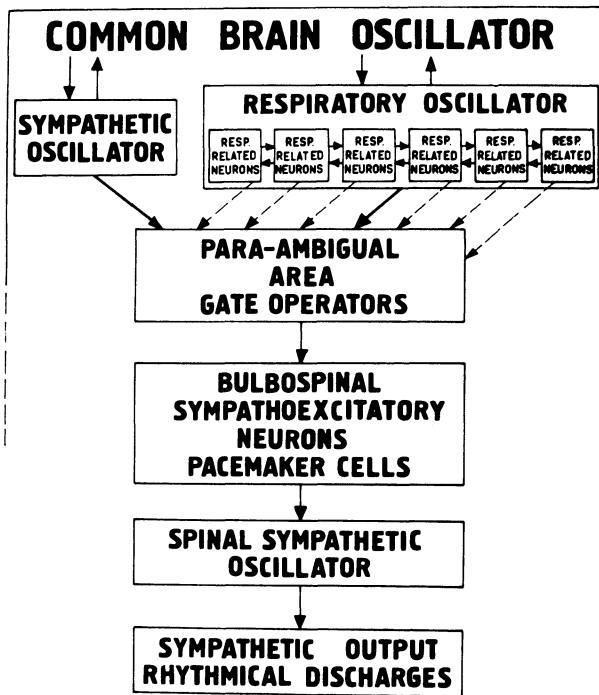 COMMON BRAIN OSCILLATOR
SYMPATHETIC
OSCILLATOR
RESPIRATORY OSCILLATOR
RESP.
RELATED
NEURONS
RESP.
RELATED
NEURONS
RESP.
RELATED
NEURONS
RESP.
RELATED
NEURONS
RESP.
RELATED
NEURONS
RESP.
RELATED
NEURONS
PARA-AMBIGUAL
AREA
GATE OPERATORS
BULBOSPINAL
SYMPATHOEXCITATORY
NEURONS
PACEMAKER CELLS
SPINAL SYMPATHETIC
OSCILLATOR
SYMPATHETIC OUTPUT
RHYTHMICAL DISCHARGES